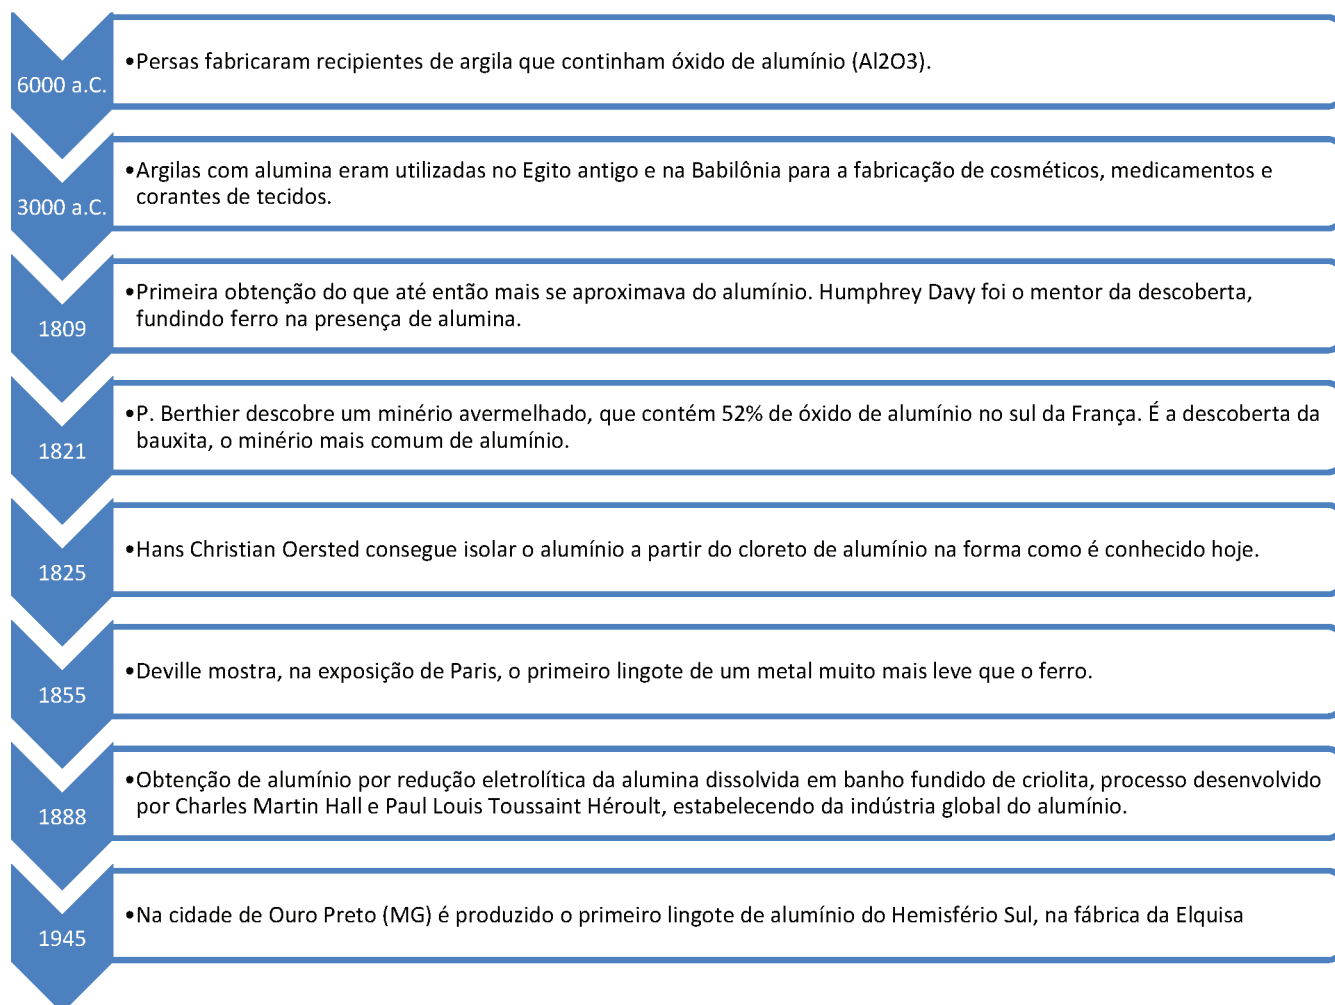 6000 a.C.
•Persas fabricaram recipientes de argila que continham óxido de alumínio (Al2O3).
3000 a.C.
•Argilas com alumina eram utilizadas no Egito antigo e na Babilônia para a fabricação de cosméticos, medicamentos e
corantes de tecidos.
1809
•Primeira obtenção do que até então mais se aproximava do alumínio. Humphrey Davy foi o mentor da descoberta,
fundindo ferro na presença de alumina.
1821
•P. Berthier descobre um minério avermelhado, que contém 52% de óxido de alumínio no sul da França. É a descoberta da
bauxita, o minério mais comum de alumínio.
1825
•Hans Christian Oersted consegue isolar o alumínio a partir do cloreto de alumínio na forma como é conhecido hoje.
1855
•Deville mostra, na exposição de Paris, o primeiro lingote de um metal muito mais leve que o ferro.
1888
•Obtenção de alumínio por redução eletrolítica da alumina dissolvida em banho fundido de criolita, processo desenvolvido
por Charles Martin Hall e Paul Louis Toussaint Héroult, estabelecendo da indústria global do alumínio.
1945
•Na cidade de Ouro Preto (MG) é produzido o primeiro lingote de alumínio do Hemisfério Sul, na fábrica da Elquisa